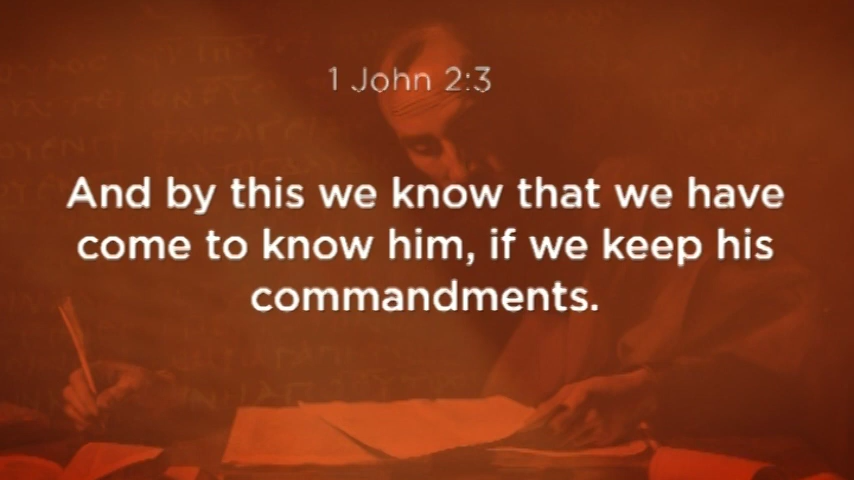 1 John 2:3
And by this we know that we have
come to know him, if we keep his
commandments.